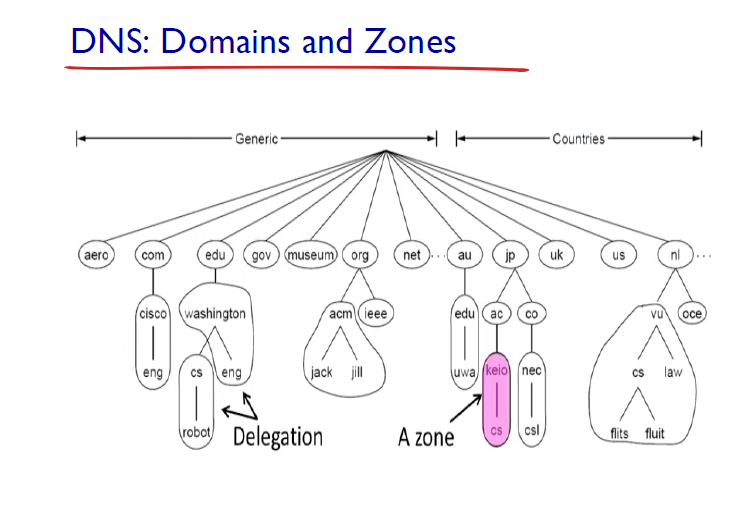 DNS: Domains and Zones
Generic Countries
aero com edu gov museum org net ... au jp uk us nl ...
cisco washington acm ieee edu ac co vu oce
eng cs eng jack jill uwa keio nec cs law
robot Delegation A zone cs csl flits fluit